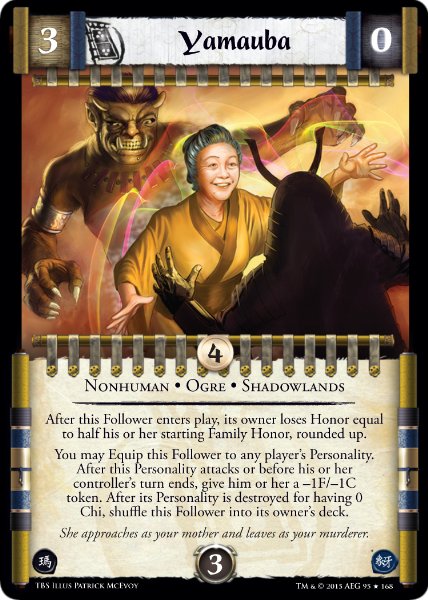 3
Yamauba
0
4
Nonhuman • Ogre • Shadowlands
After this Follower enters play, its owner loses Honor equal
to half his or her starting Family Honor, rounded up.
You may Equip this Follower to any player's Personality.
After this Personality attacks or before his or her
controller's turn ends, give him or her a –1F/–1C
token. After its Personality is destroyed for having 0
Chi, shuffle this Follower into its owner's deck.
She approaches as your mother and leaves as your murderer.
3
TBS Illus Patrick McEvoy
TM & © 2015 AEG 95 ★ 168